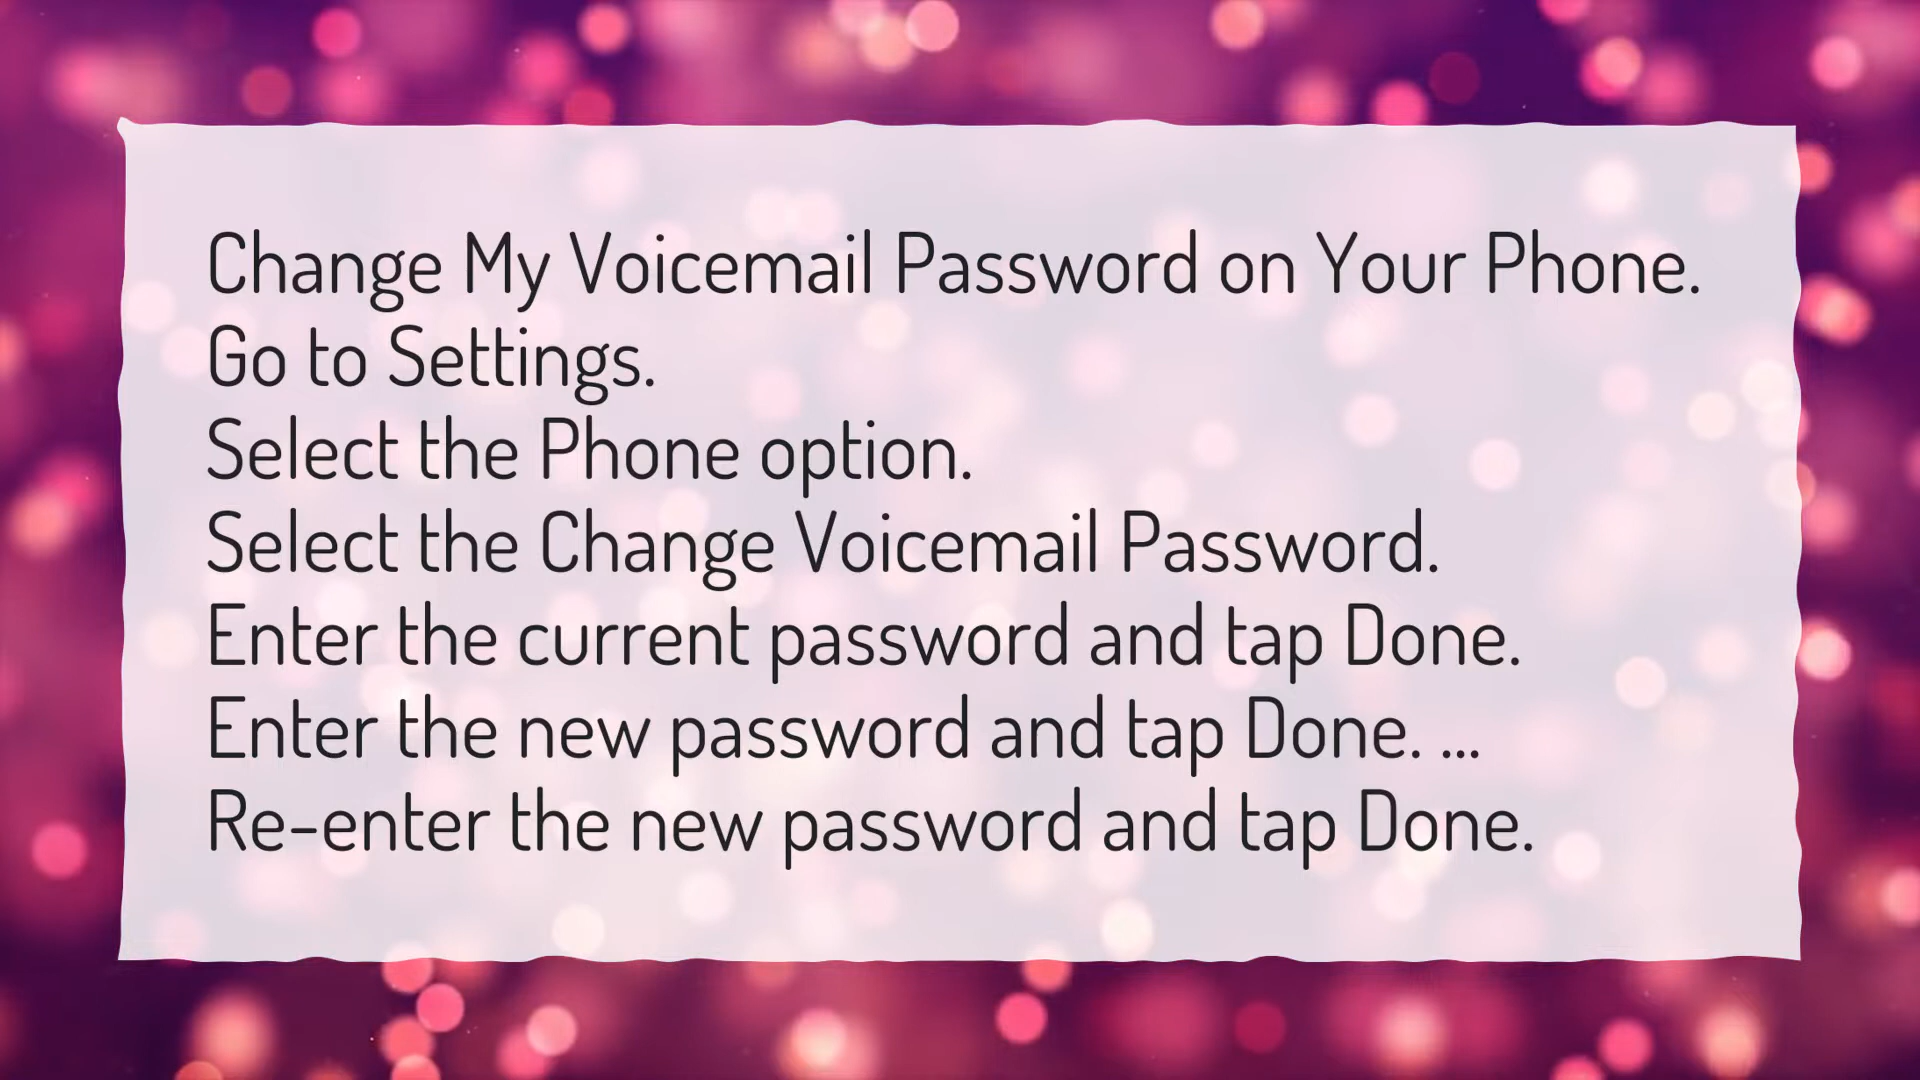 Change My Voicemail Password on Your Phone.
Go to Settings.
Select the Phone option.
Select the Change Voicemail Password.
Enter the current password and tap Done.
Enter the new password and tap Done. ...
Re-enter the new password and tap Done.